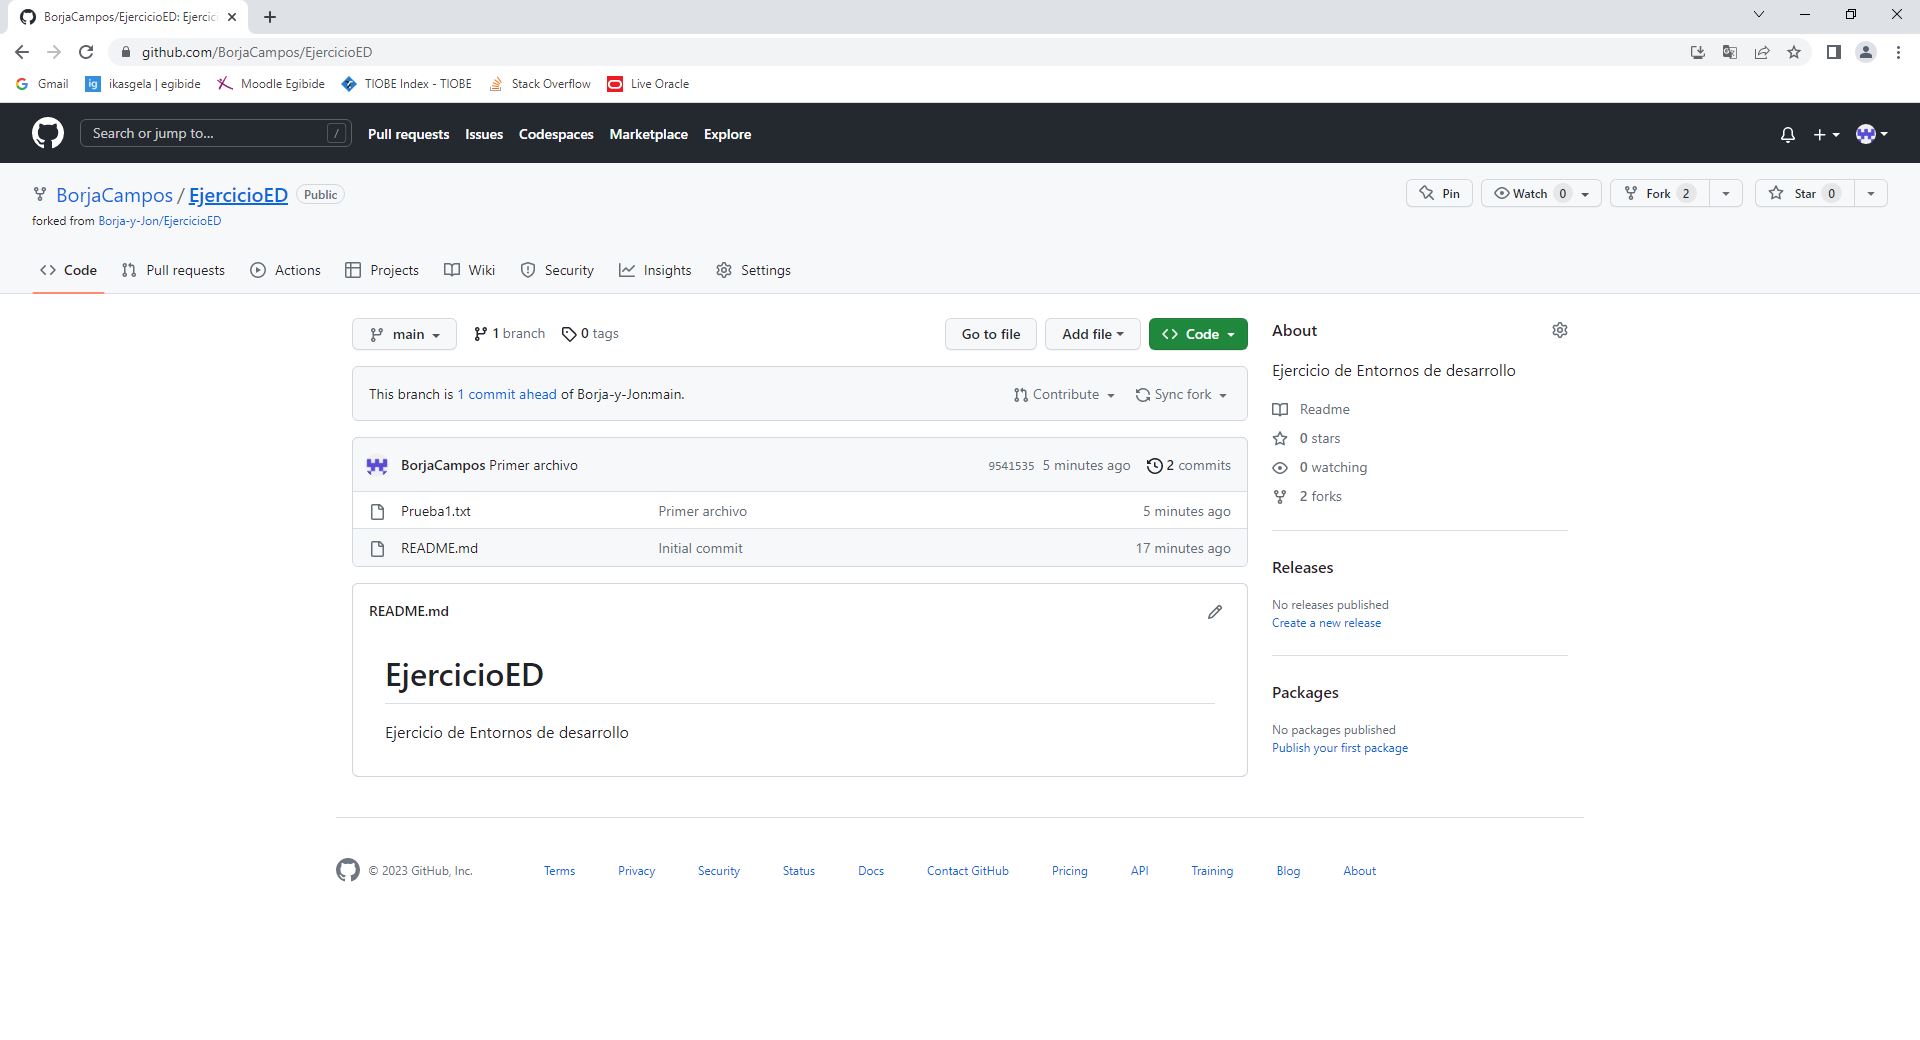 BorjaCampos/EjercicioED: Ejercic
github.com/BorjaCampos/EjercicioED
Gmail
ig ikasgela | egibide
Moodle Egibide
TIOBE Index - TIOBE
Stack Overflow
Live Oracle
Search or jump to... /
Pull requests
Issues
Codespaces
Marketplace
Explore
BorjaCampos / EjercicioED Public
forked from Borja-y-Jon/EjercicioED
Pin
Watch 0
Fork 2
Star 0
Code
Pull requests
Actions
Projects
Wiki
Security
Insights
Settings
main
1 branch
0 tags
Go to file
Add file
Code
This branch is 1 commit ahead of Borja-y-Jon:main.
Contribute
Sync fork
BorjaCampos Primer archivo
9541535 5 minutes ago
2 commits
Prueba1.txt Primer archivo 5 minutes ago
README.md Initial commit 17 minutes ago
README.md
EjercicioED
Ejercicio de Entornos de desarrollo
About
Ejercicio de Entornos de desarrollo
Readme
0 stars
0 watching
2 forks
Releases
No releases published
Create a new release
Packages
No packages published
Publish your first package
© 2023 GitHub, Inc.
Terms
Privacy
Security
Status
Docs
Contact GitHub
Pricing
API
Training
Blog
About